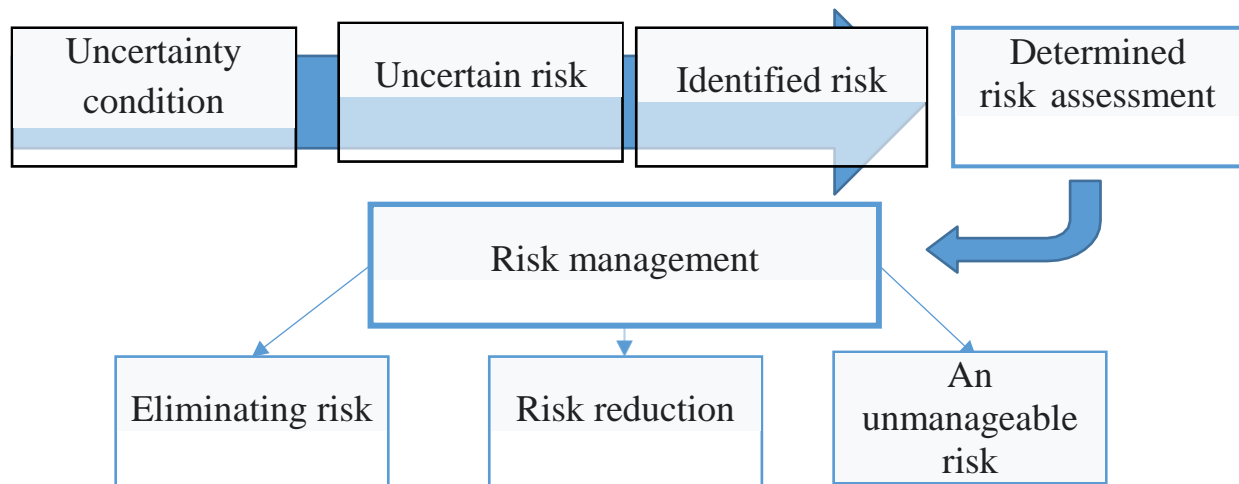 Uncertainty
condition
Uncertain risk
Identified risk
Determined
risk assessment
Risk management
Eliminating risk
Risk reduction
An
unmanageable
risk